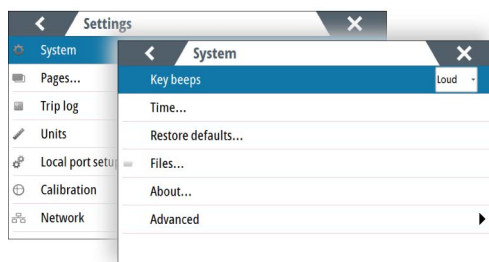 Settings
System
Pages...
Trip log
Units
Local port setu
Calibration
Network
System
Key beeps Loud
Time...
Restore defaults...
Files...
About...
Advanced